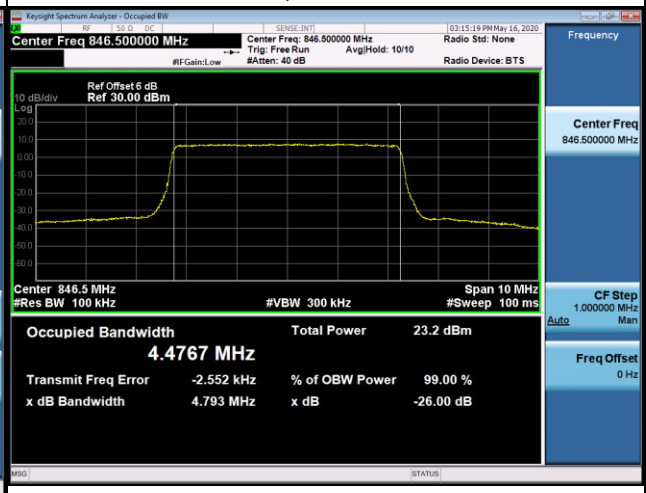 Keysight Spectrum Analyzer - Occupied BW
RF 50 Ω DC SENSE:INT 03:15:19 PM May 16, 2020
Center Freq 846.500000 MHz
Center Freq: 846.500000 MHz
Radio Std: None
Trig: Free Run Avg|Hold: 10/10
#IFGain:Low #Atten: 40 dB Radio Device: BTS
Ref Offset 6 dB
10 dB/div Ref 30.00 dBm
Log
20.0
10.0
0.00
-10.0
-20.0
-30.0
-40.0
-50.0
-60.0
Center 846.5 MHz Span 10 MHz
#Res BW 100 kHz #VBW 300 kHz #Sweep 100 ms
Occupied Bandwidth Total Power 23.2 dBm
4.4767 MHz
Transmit Freq Error -2.552 kHz % of OBW Power 99.00 %
x dB Bandwidth 4.793 MHz x dB -26.00 dB
MSG STATUS
Frequency
Center Freq
846.500000 MHz
CF Step
1.000000 MHz
Auto Man
Freq Offset
0 Hz